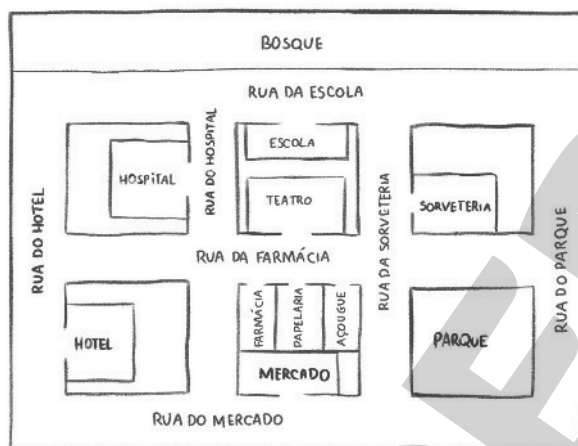 BOSQUE
RUA DA ESCOLA
RUA DO HOTEL
HOSPITAL
RUA DO HOSPITAL
ESCOLA
TEATRO
RUA DA SORVETERIA
SORVETERIA
RUA DO PARQUE
RUA DA FARMÁCIA
HOTEL
FARMÁCIA
PAPELARIA
AÇOUGUE
MERCADO
PARQUE
RUA DO MERCADO